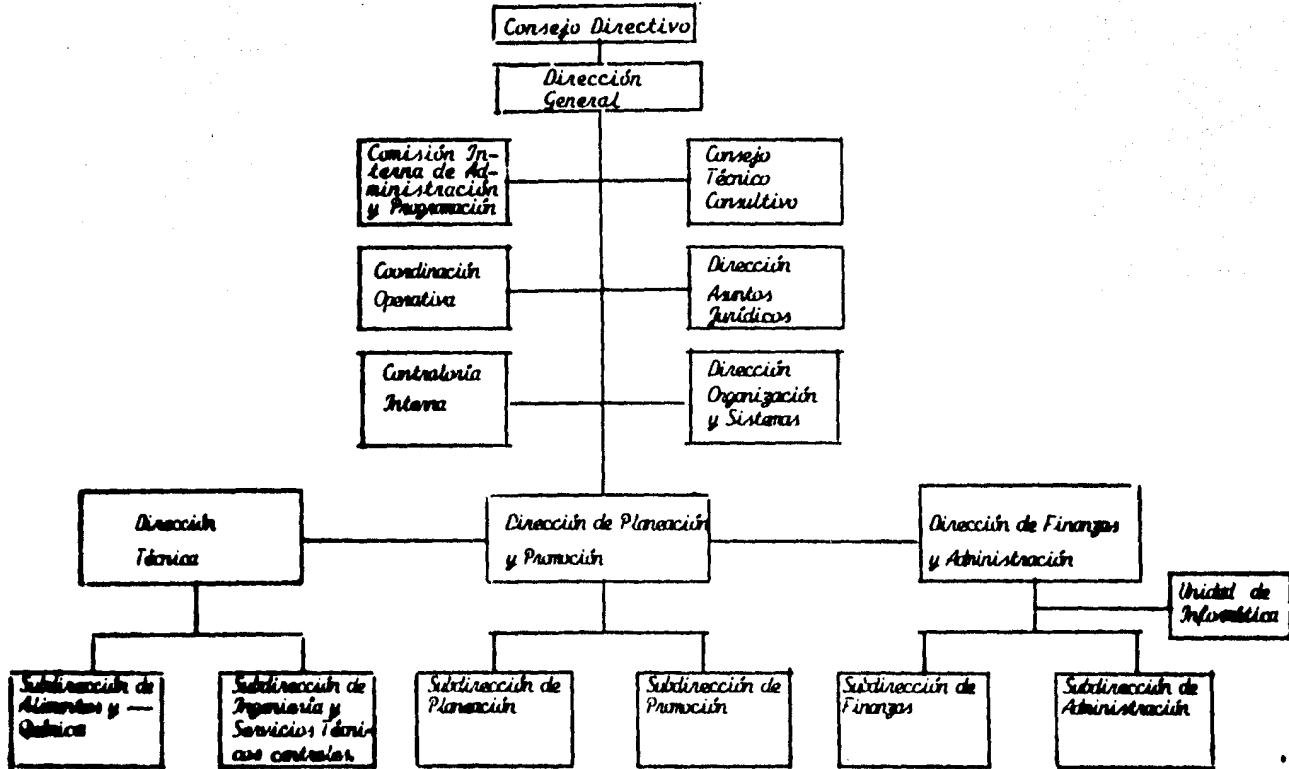 Consejo Directivo
Dirección
General
Comisión In-
terna de Ad-
ministración
y Programación
Consejo
Técnico
Consultivo
Coordinación
Operativa
Dirección
Asuntos
Jurídicos
Contraloría
Interna
Dirección
Organización
y Sistemas
Dirección
Técnica
Dirección de Planeación
y Promoción
Dirección de Finanzas
y Administración
Unidad de
Informática
Subdirección de
Alimentos y —
Química
Subdirección de
Ingeniería y
Servicios Técni-
cos centrales
Subdirección de
Planeación
Subdirección de
Promoción
Subdirección de
Finanzas
Subdirección de
Administración